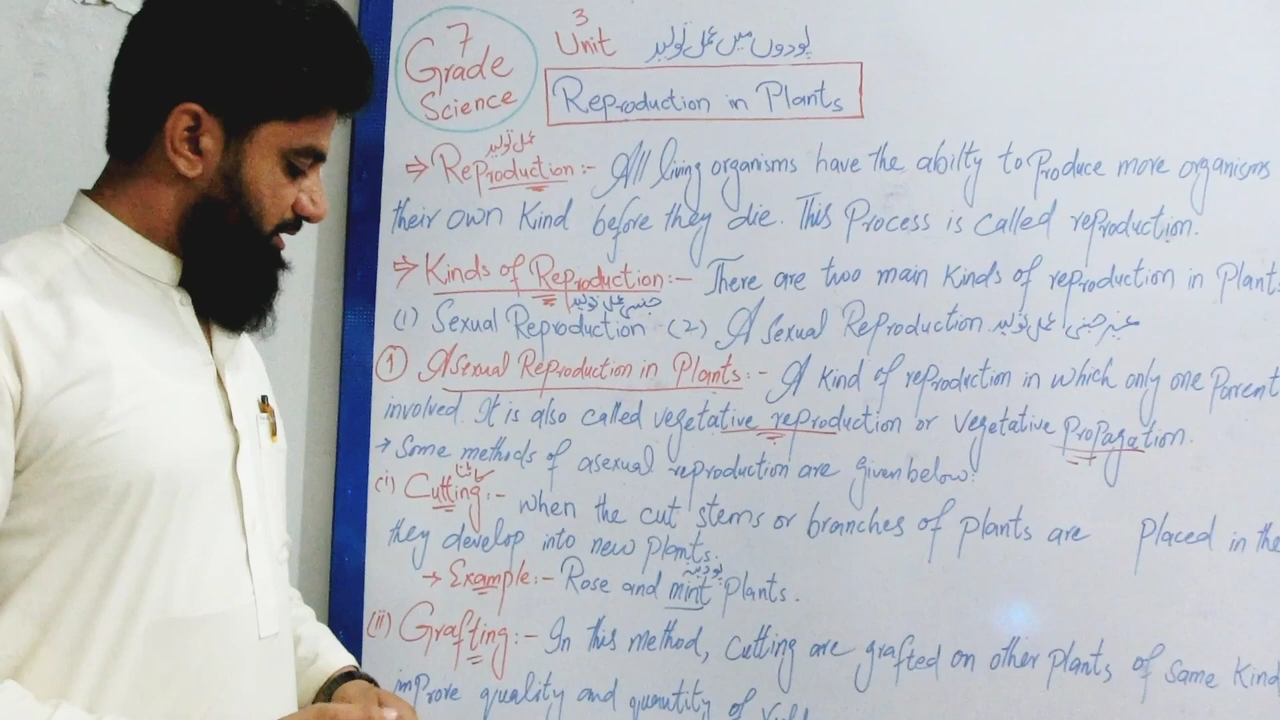 7
Grade
Science
3
Unit پودوں میں عمل تولید
Reproduction in Plants
عمل تولید
⇒ Reproduction :- All living organisms have the abilty to Produce more organisms
their own Kind before they die. This Process is called reproduction.
⇒ Kinds of Reproduction:- There are two main Kinds of reproduction in Plants
جنسی عمل تولید
(1) Sexual Reproduction (2) A sexual Reproduction غیر جنسی عمل تولید
① Asexual Reproduction in Plants:- A Kind of reproduction in which only one Parent
involved. It is also called vegetative reproduction or vegetative Propagation.
→ Some methods of asexual reproduction are given below:
(i) Cutting:- when the cut stems or branches of Plants are Placed in the
they develop into new Plants.
پودینہ
→ Example:- Rose and mint Plants.
(ii) Grafting:- In this method, Cutting are grafted on other Plants of same Kind
improve quality and quantity of